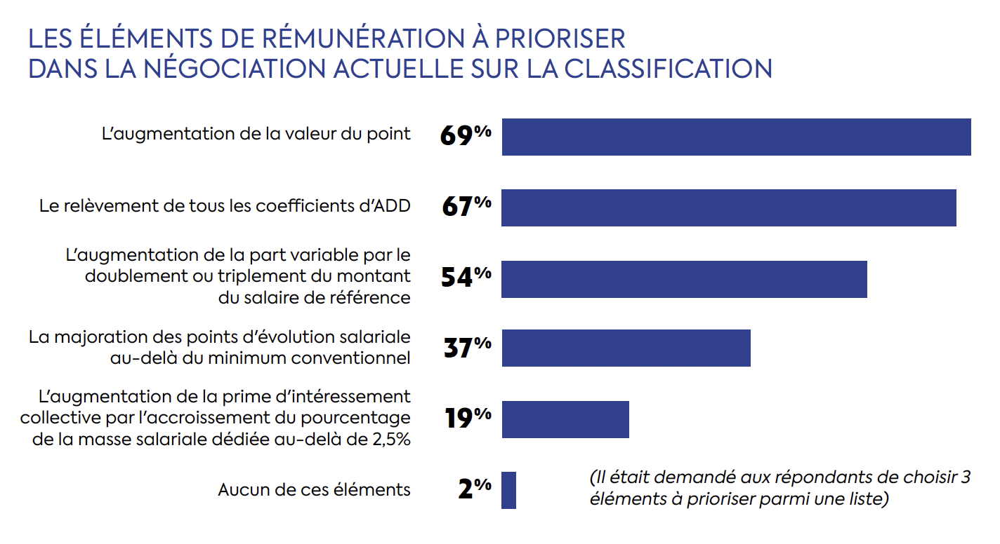 LES ÉLÉMENTS DE RÉMUNÉRATION À PRIORISER
DANS LA NÉGOCIATION ACTUELLE SUR LA CLASSIFICATION
L'augmentation de la valeur du point
69%
Le relèvement de tous les coefficients d'ADD
67%
L'augmentation de la part variable par le
doublement ou triplement du montant
du salaire de référence
54%
La majoration des points d'évolution salariale
au-delà du minimum conventionnel
37%
L'augmentation de la prime d'intéressement
collective par l'accroissement du pourcentage
de la masse salariale dédiée au-delà de 2,5%
19%
Aucun de ces éléments
2%
(Il était demandé aux répondants de choisir 3
éléments à prioriser parmi une liste)